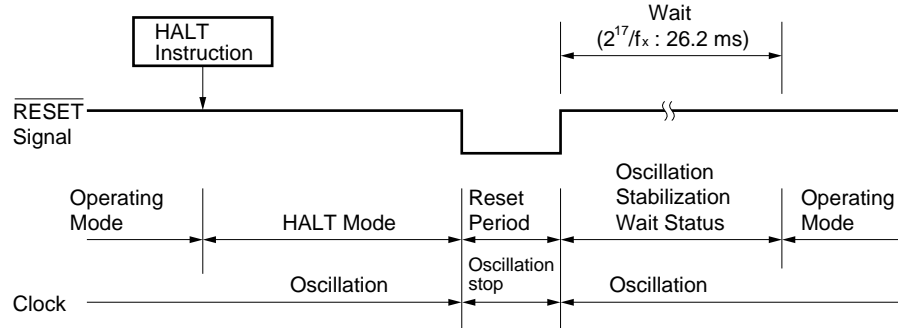 HALT
Instruction
Wait
(2¹⁷/fx : 26.2 ms)
RESET
Signal
Operating
Mode
HALT Mode
Reset
Period
Oscillation
Stabilization
Wait Status
Operating
Mode
Clock
Oscillation
Oscillation
stop
Oscillation